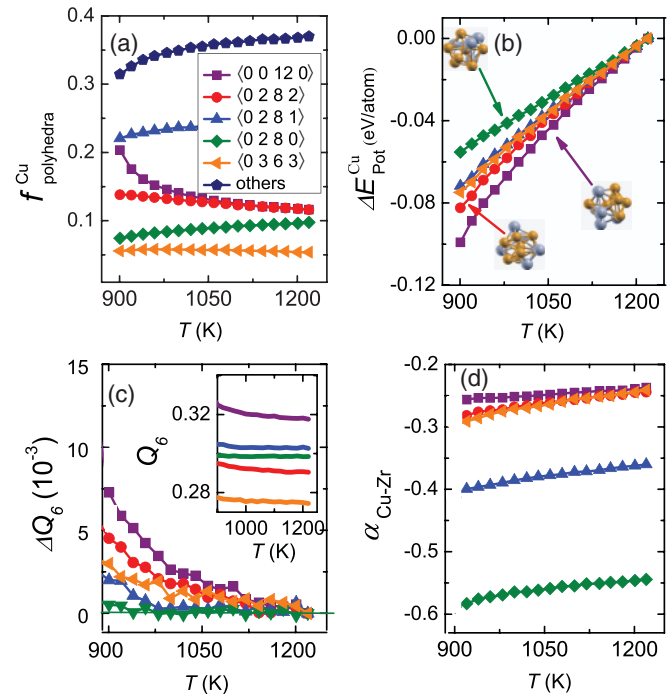 (a)
f Cu polyhedra
0.4
0.3
0.2
0.1
⟨0 0 12 0⟩
⟨0 2 8 2⟩
⟨0 2 8 1⟩
⟨0 2 8 0⟩
⟨0 3 6 3⟩
others
900 1050 1200
T (K)
(b)
ΔE Cu Pot (eV/atom)
0.00
-0.04
-0.08
-0.12
900 1050 1200
T (K)
(c)
ΔQ6 (10⁻³)
15
10
5
0
Q6
0.32
0.28
1000 1200
T (K)
900 1050 1200
T (K)
(d)
α Cu-Zr
-0.2
-0.3
-0.4
-0.5
-0.6
900 1050 1200
T (K)